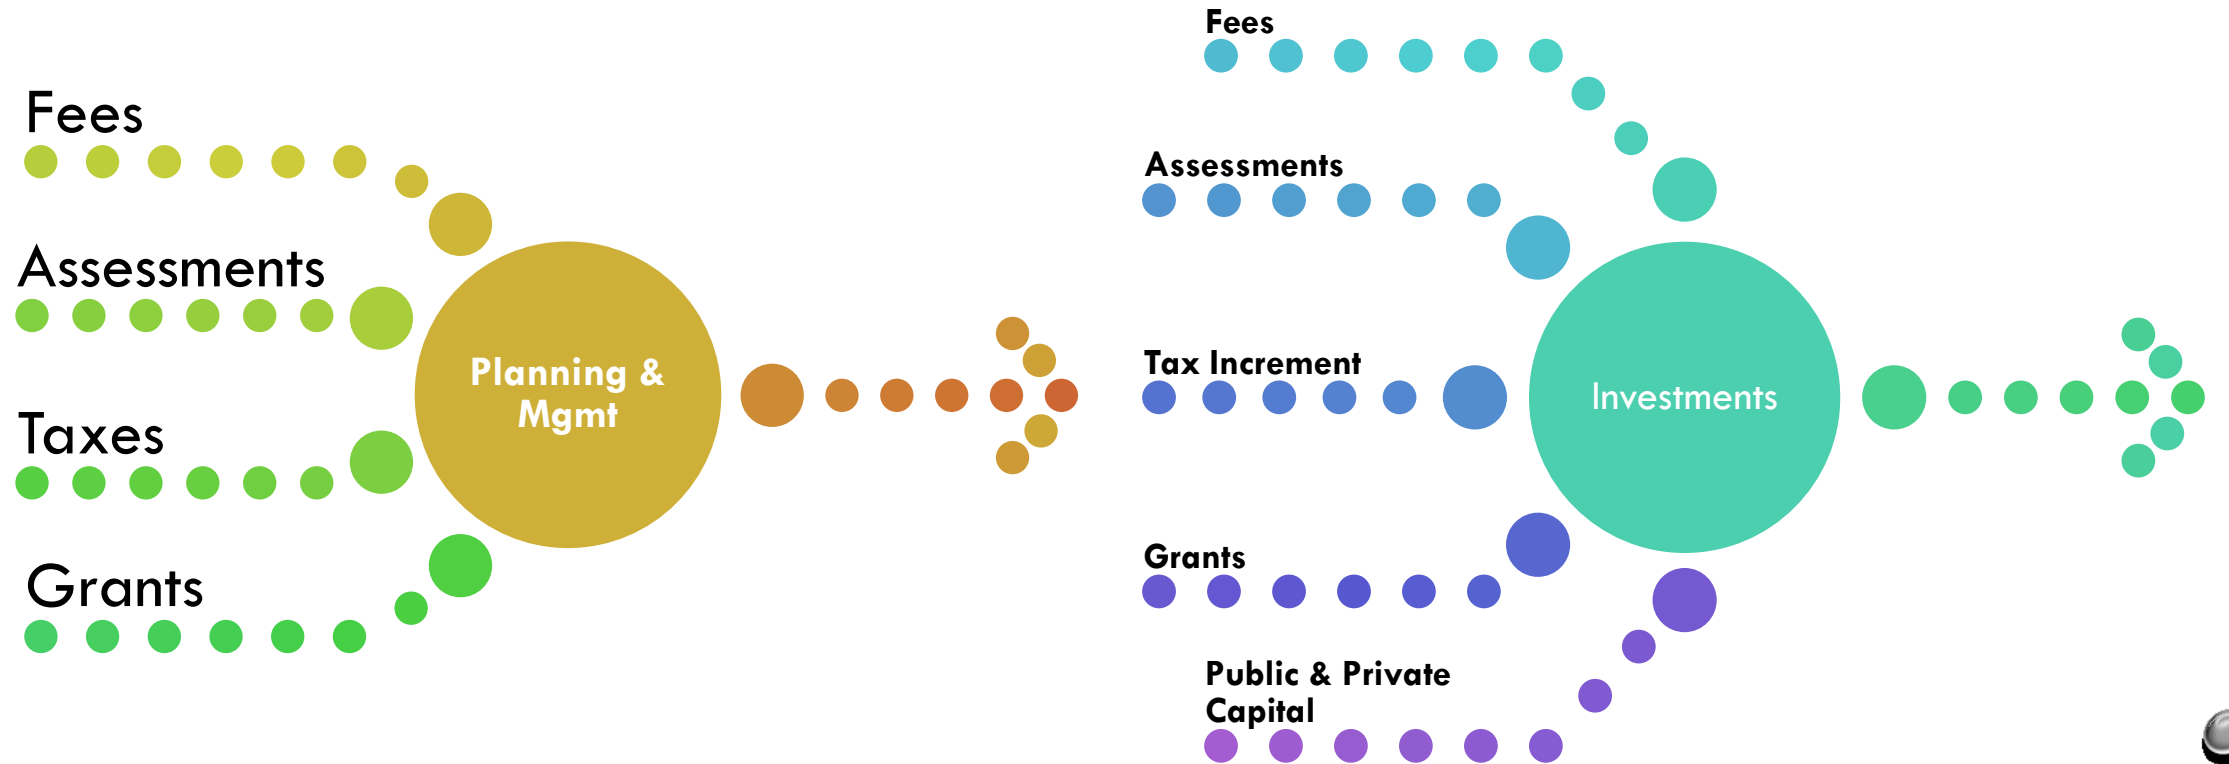 Fees
Assessments
Taxes
Grants
Planning &
Mgmt
Fees
Assessments
Tax Increment
Grants
Public & Private
Capital
Investments